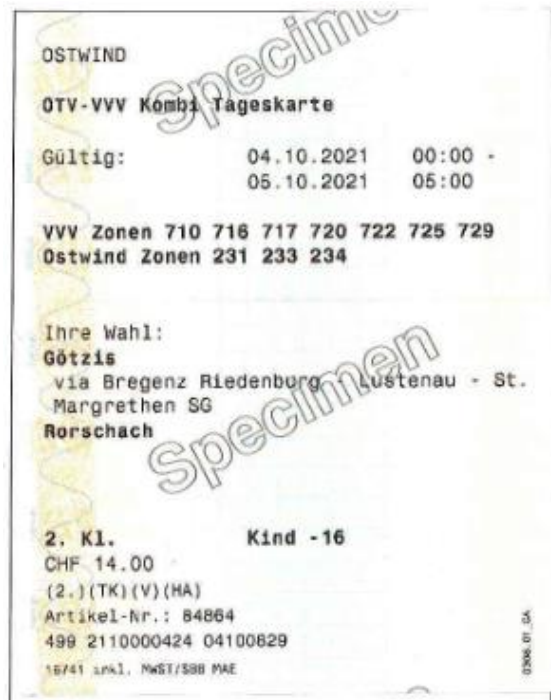 Specimen
OSTWIND
OTV-VVV Kombi Tageskarte
Gültig: 04.10.2021 00:00 -
05.10.2021 05:00
VVV Zonen 710 716 717 720 722 725 729
Ostwind Zonen 231 233 234
Ihre Wahl:
Götzis
via Bregenz Riedenburg - Lustenau - St.
Margrethen SG
Rorschach
Specimen
2. Kl. Kind -16
CHF 14.00
(2.)(TK)(V)(HA)
Artikel-Nr.: 84864
499 2110000424 04100629
16/41 inkl. MWST/SBB MAE
0306.01_GA